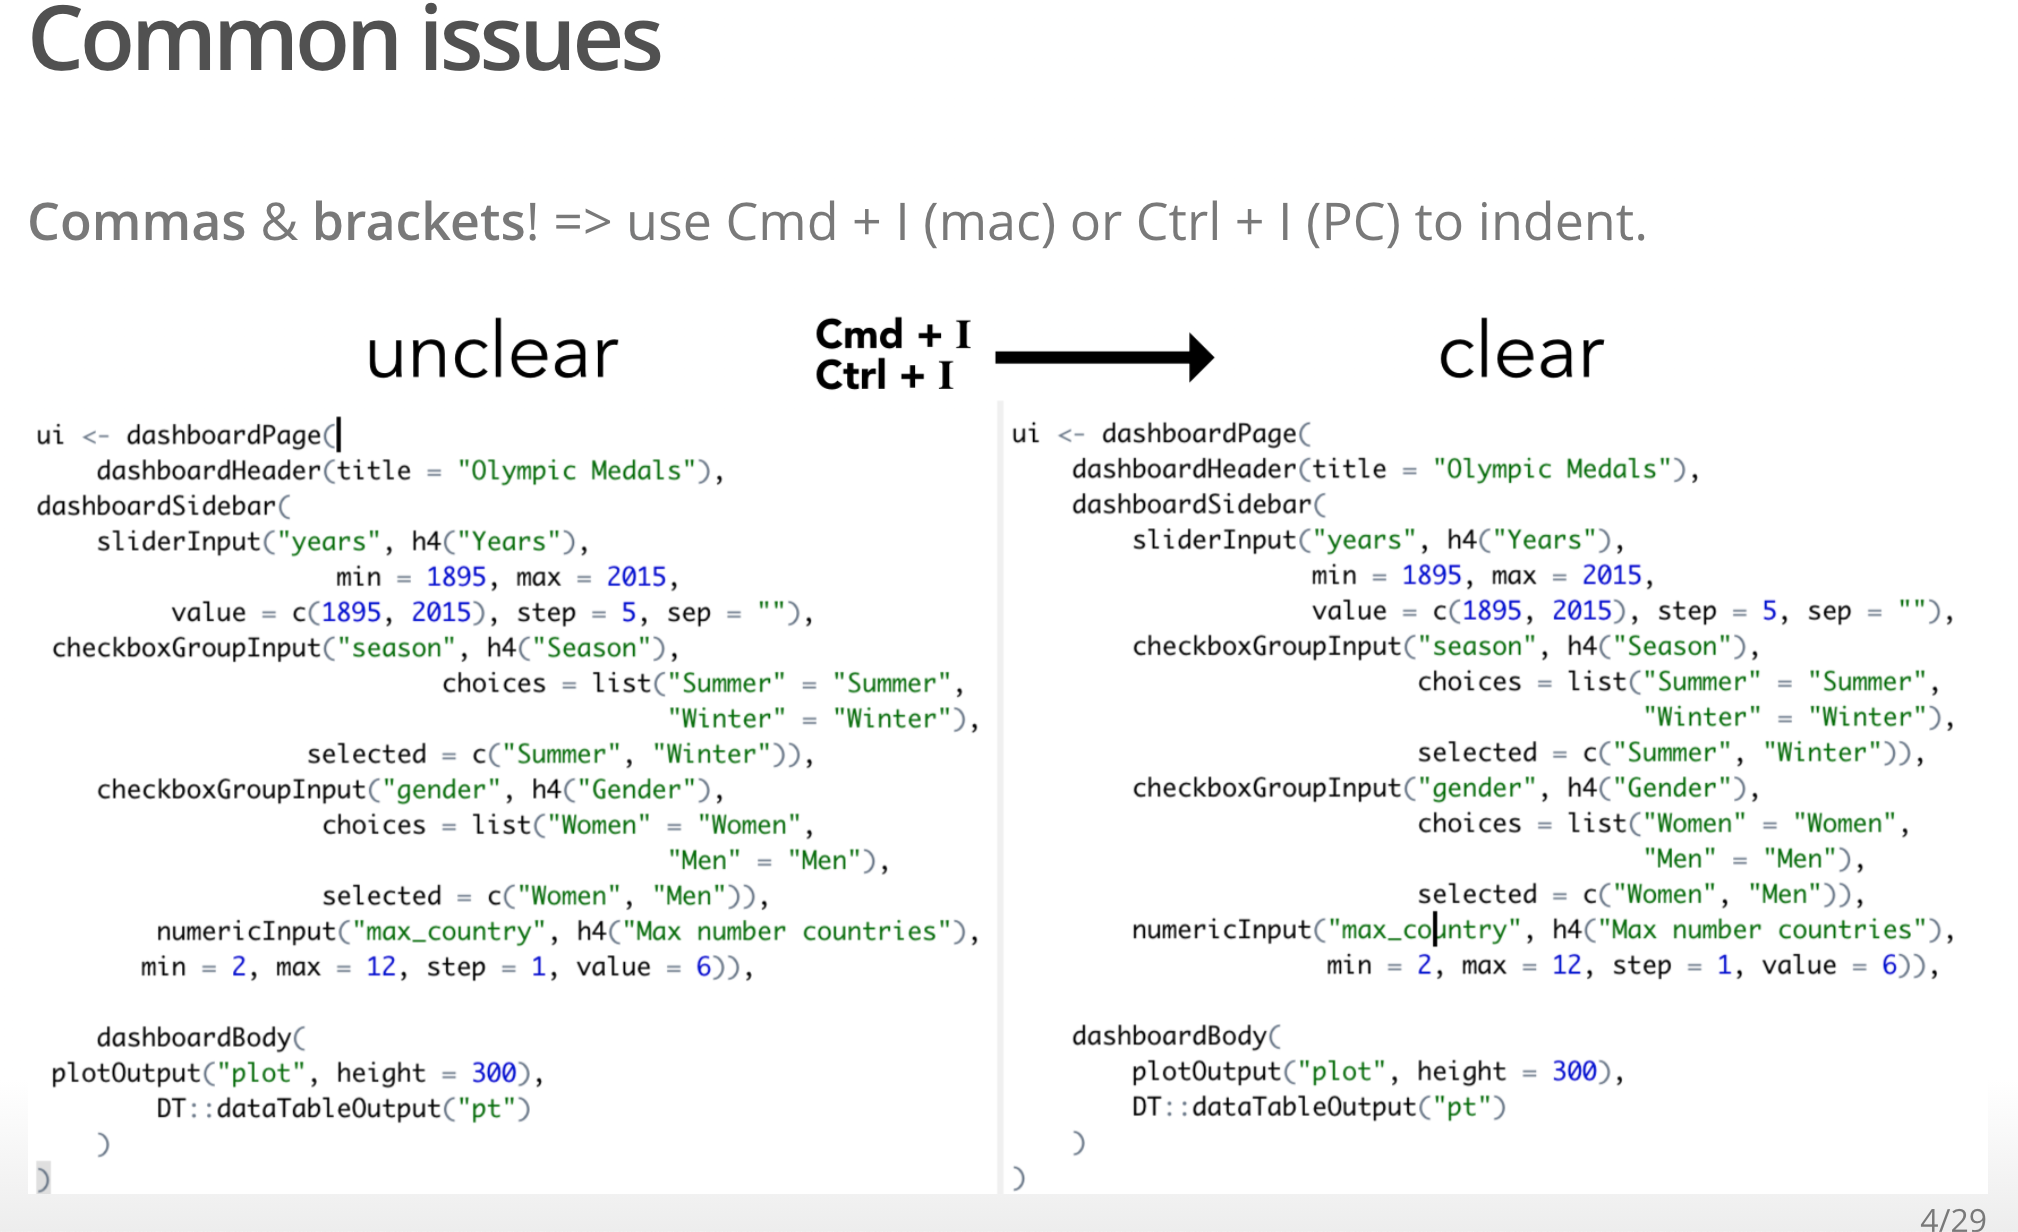 Common issues
Commas & brackets! => use Cmd + I (mac) or Ctrl + I (PC) to indent.
unclear
Cmd + I
Ctrl + I
clear
ui <- dashboardPage(
    dashboardHeader(title = "Olympic Medals"),
dashboardSidebar(
    sliderInput("years", h4("Years"),
                    min = 1895, max = 2015,
         value = c(1895, 2015), step = 5, sep = ""),
 checkboxGroupInput("season", h4("Season"),
                           choices = list("Summer" = "Summer",
                                          "Winter" = "Winter"),
                  selected = c("Summer", "Winter")),
    checkboxGroupInput("gender", h4("Gender"),
                   choices = list("Women" = "Women",
                                          "Men" = "Men"),
                   selected = c("Women", "Men")),
        numericInput("max_country", h4("Max number countries"),
       min = 2, max = 12, step = 1, value = 6)),
    dashboardBody(
 plotOutput("plot", height = 300),
        DT::dataTableOutput("pt")
    )
)
ui <- dashboardPage(
    dashboardHeader(title = "Olympic Medals"),
    dashboardSidebar(
        sliderInput("years", h4("Years"),
                    min = 1895, max = 2015,
                    value = c(1895, 2015), step = 5, sep = ""),
        checkboxGroupInput("season", h4("Season"),
                           choices = list("Summer" = "Summer",
                                          "Winter" = "Winter"),
                           selected = c("Summer", "Winter")),
        checkboxGroupInput("gender", h4("Gender"),
                           choices = list("Women" = "Women",
                                          "Men" = "Men"),
                           selected = c("Women", "Men")),
        numericInput("max_country", h4("Max number countries"),
                     min = 2, max = 12, step = 1, value = 6)),
    dashboardBody(
        plotOutput("plot", height = 300),
        DT::dataTableOutput("pt")
    )
)
4/29